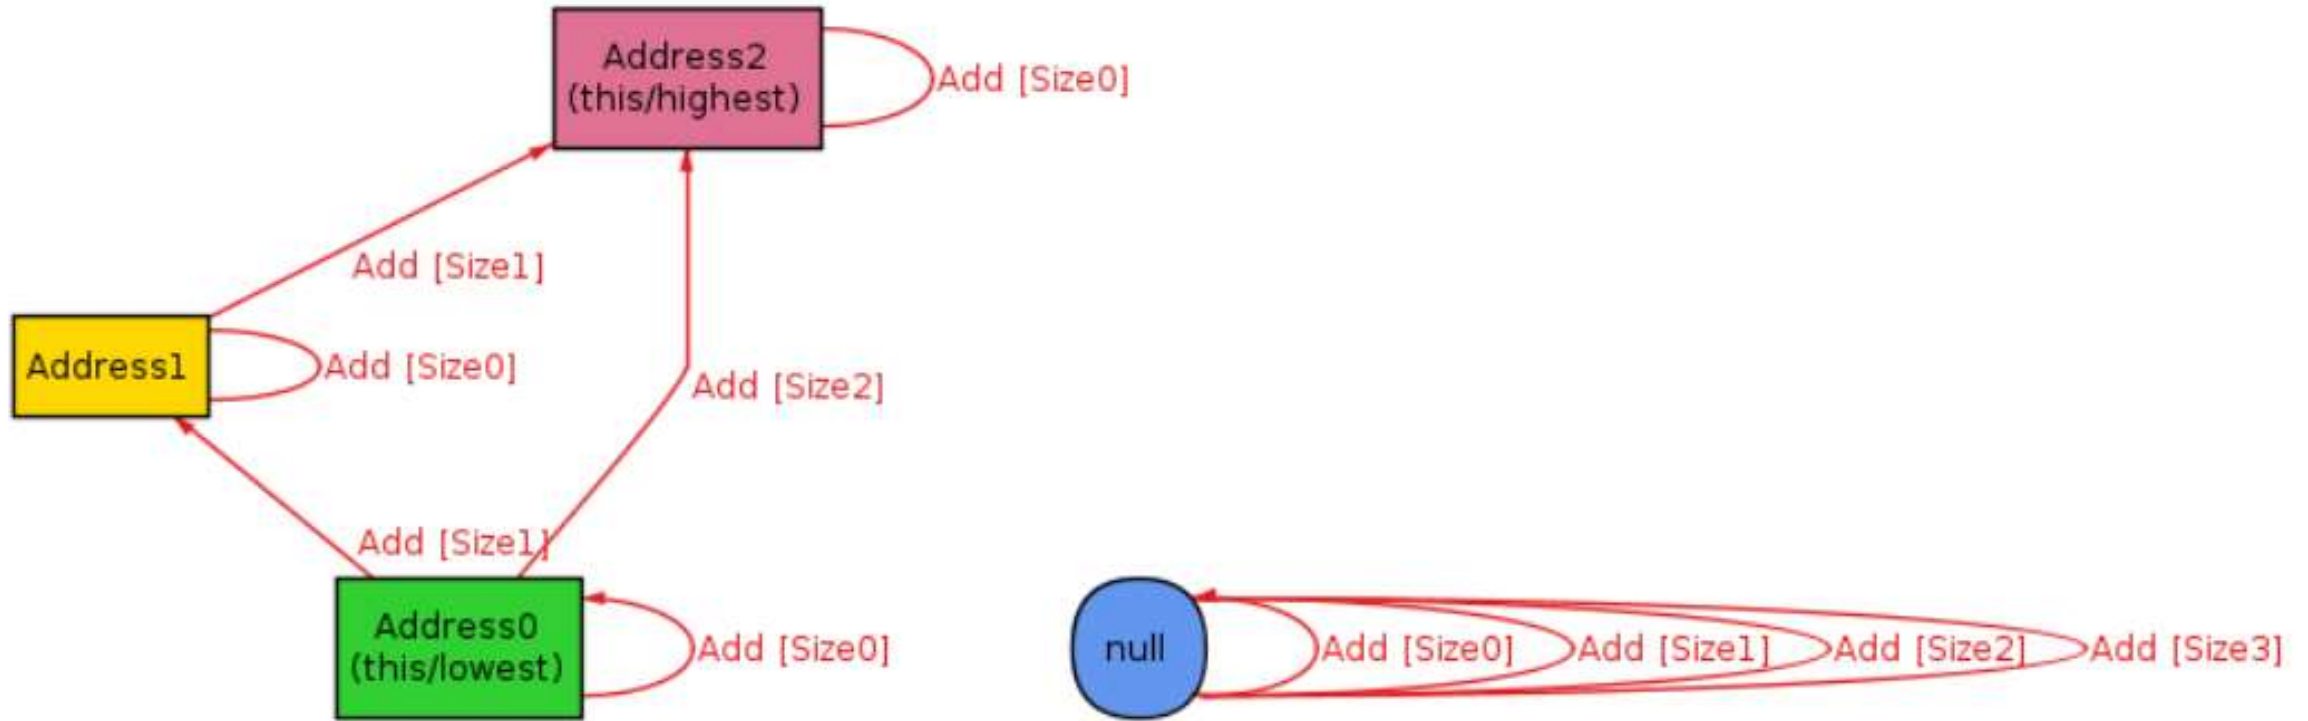 Address2
(this/highest)
Add [Size0]
Add [Size1]
Address1
Add [Size0]
Add [Size2]
Add [Size1]
Address0
(this/lowest)
Add [Size0]
null
Add [Size0]
Add [Size1]
Add [Size2]
Add [Size3]